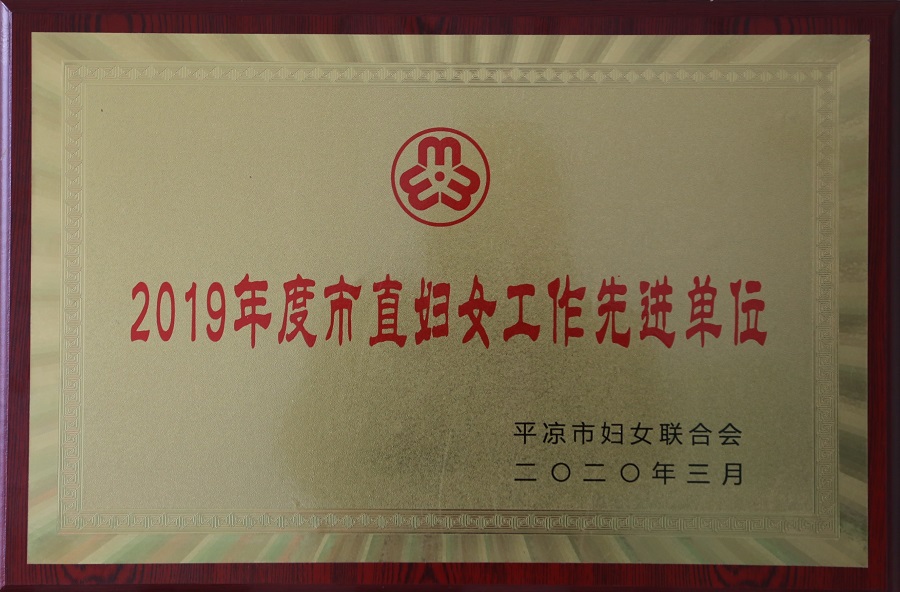 2019年度市直妇女工作先进单位
平凉市妇女联合会
二〇二〇年三月